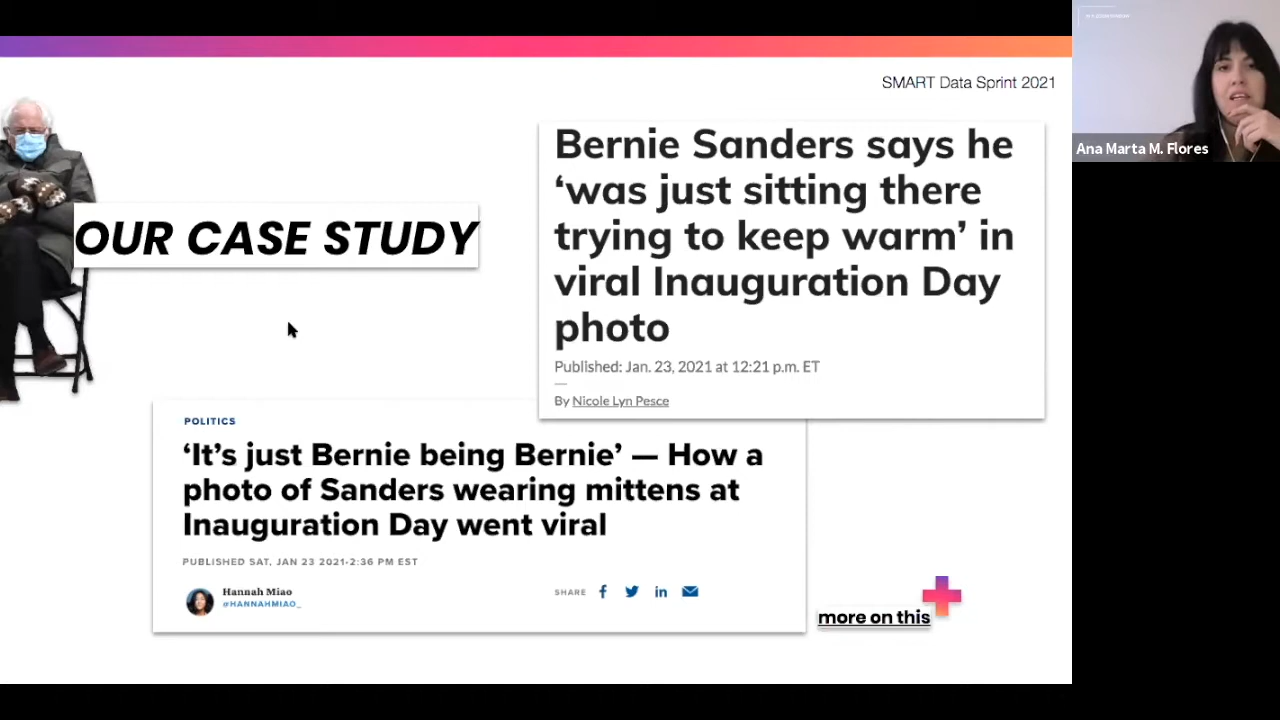 SMART Data Sprint 2021
Ana Marta M. Flores
OUR CASE STUDY
Bernie Sanders says he
‘was just sitting there
trying to keep warm’ in
viral Inauguration Day
photo
Published: Jan. 23, 2021 at 12:21 p.m. ET
By Nicole Lyn Pesce
POLITICS
‘It’s just Bernie being Bernie’ — How a
photo of Sanders wearing mittens at
Inauguration Day went viral
PUBLISHED SAT, JAN 23 2021-2:36 PM EST
Hannah Miao
@HANNAHMIAO_
SHARE
more on this